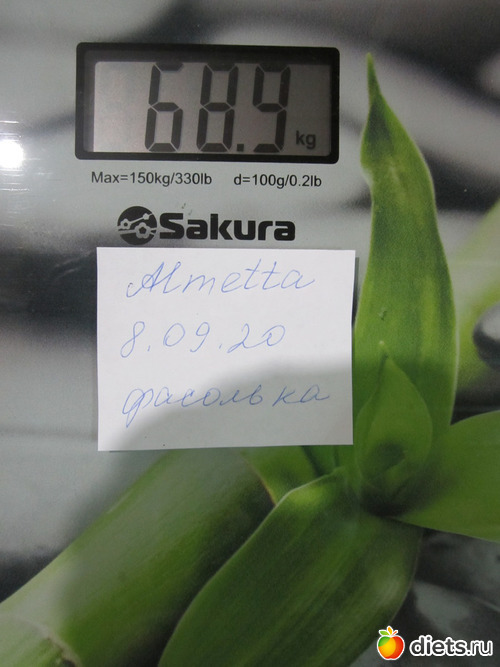 68.9 kg
Max=150kg/330lb d=100g/0.2lb
Sakura
Almetta
8.09.20
фасолька
diets.ru